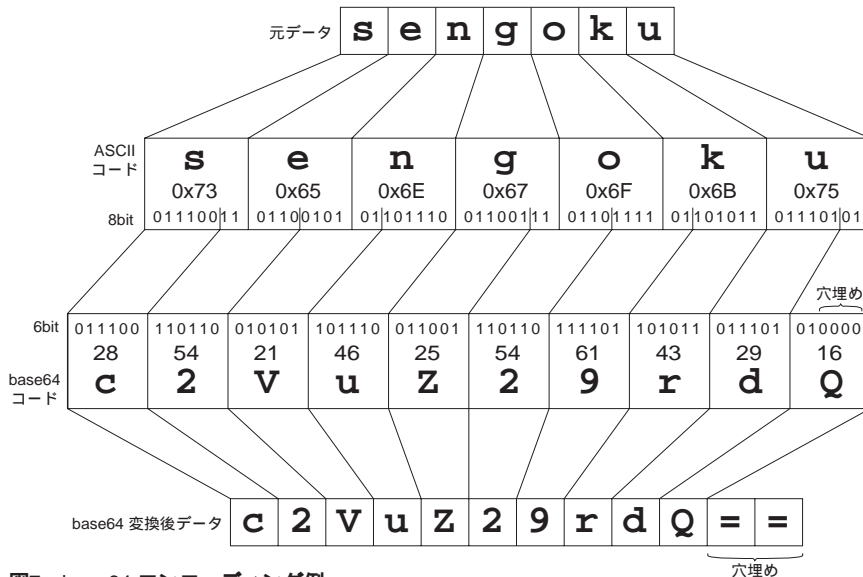 元データ s e n g o k u
ASCII
コード
s e n g o k u
0x73 0x65 0x6E 0x67 0x6F 0x6B 0x75
8bit 01110011 01100101 01101110 01100111 01101111 01101011 01110101
穴埋め
6bit 011100 110110 010101 101110 011001 110110 111101 101011 011101 010000
28 54 21 46 25 54 61 43 29 16
base64
コード
c 2 V u Z 2 9 r d Q
base64 変換後データ c 2 V u Z 2 9 r d Q = =
穴埋め